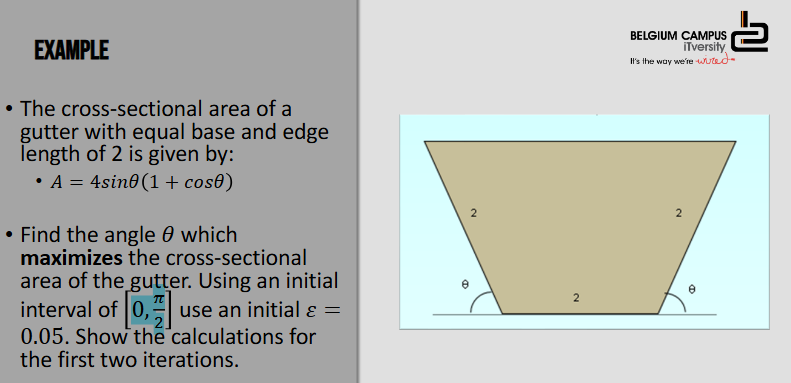 EXAMPLE
• The cross-sectional area of a
gutter with equal base and edge
length of 2 is given by:
• A = 4sinθ(1 + cosθ)
• Find the angle θ which
maximizes the cross-sectional
area of the gutter. Using an initial
interval of [0, π/2] use an initial ε =
0.05. Show the calculations for
the first two iterations.
BELGIUM CAMPUS
iTversity
It's the way we're wired
2
2
θ
θ
2